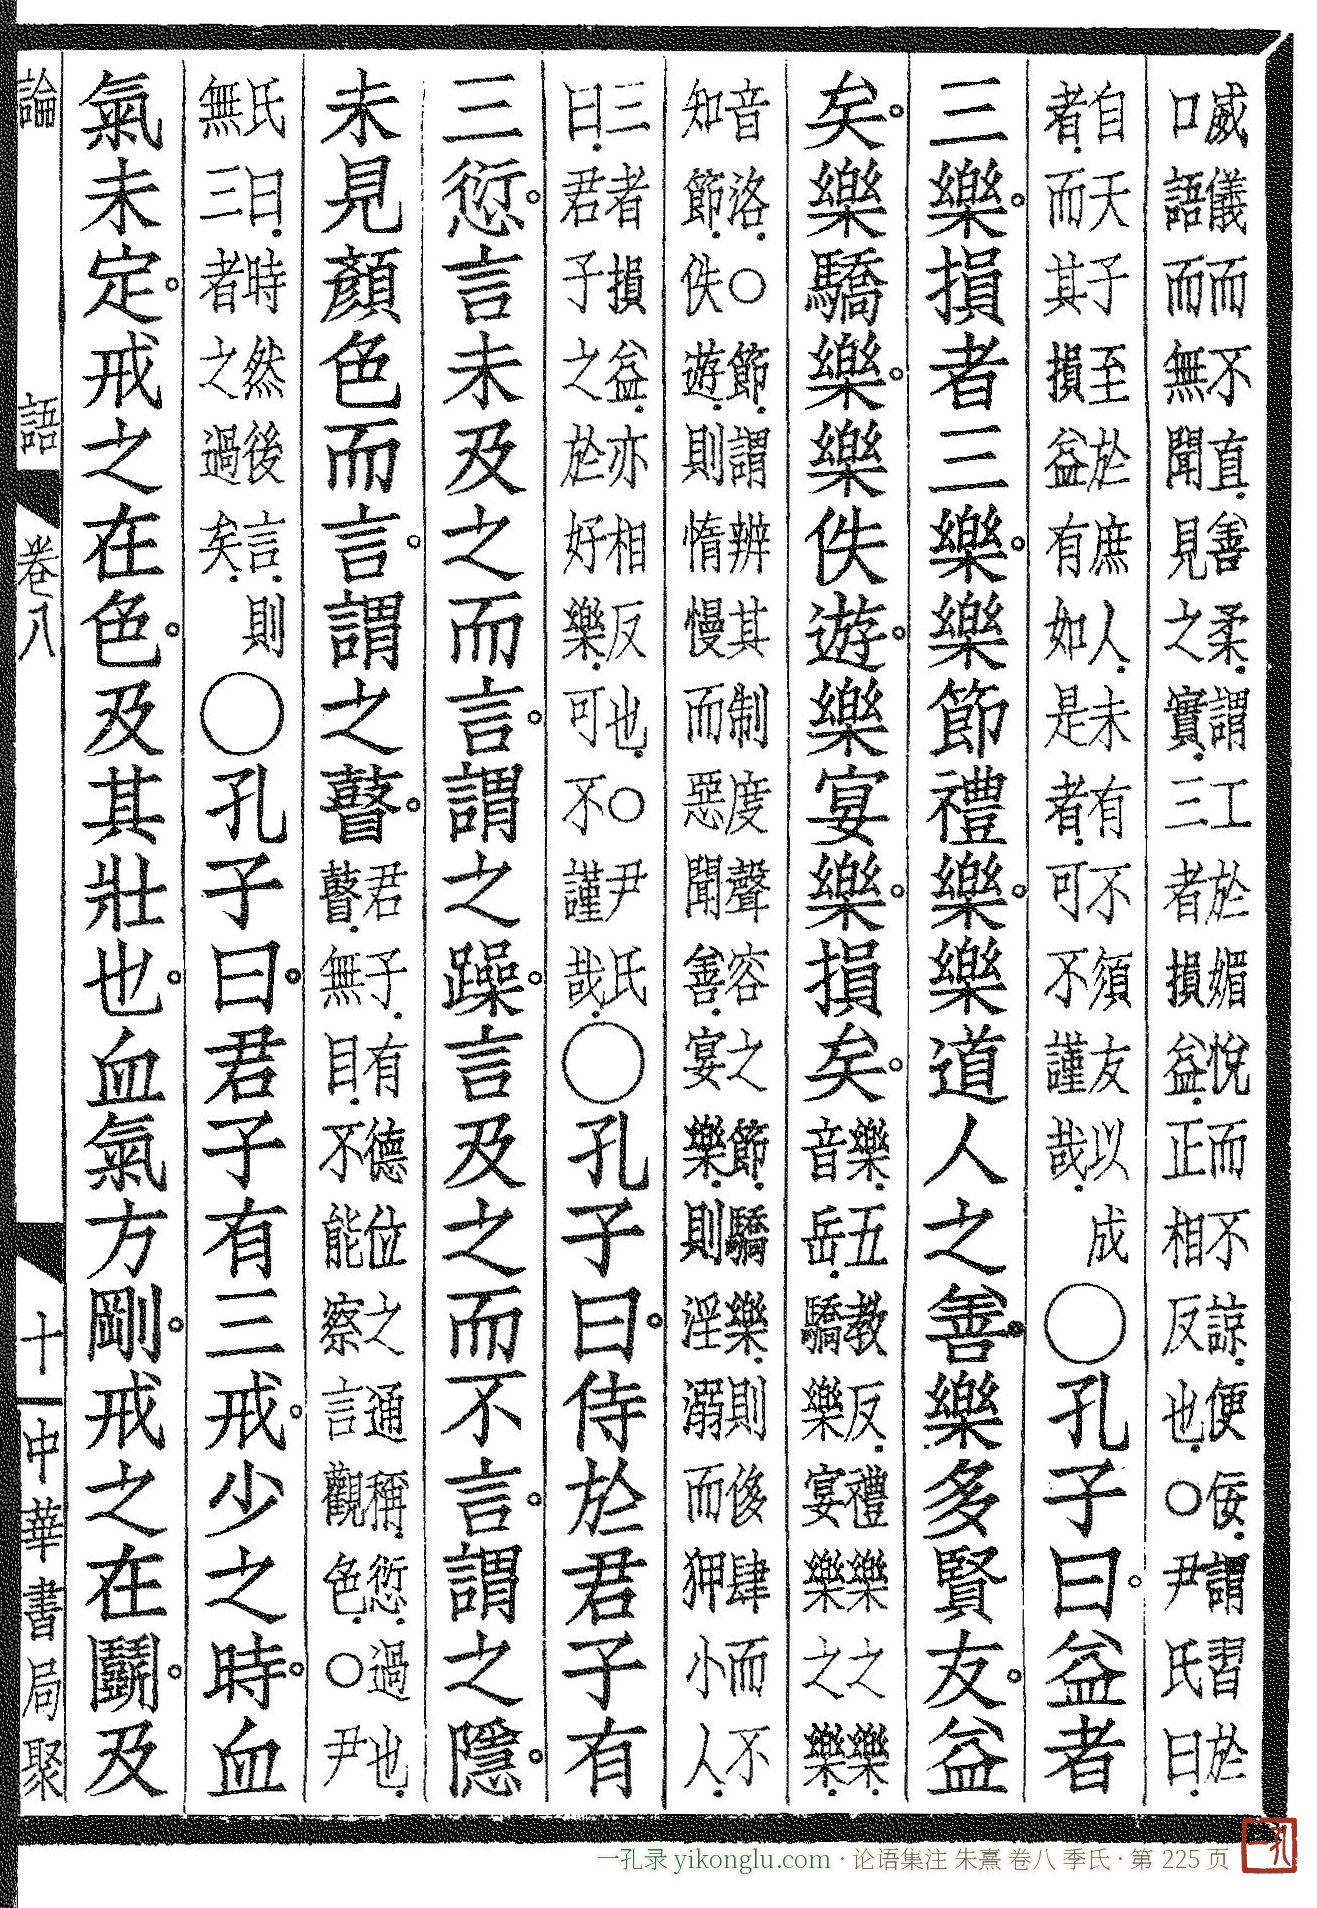 威儀而不直。善柔。謂工於媚悅而不諒。便佞。謂習於
口語而無聞見之實。三者損益。正相反也。○尹氏曰。
自天子至於庶人。未有不須友以成
者。而其損益有如是者。可不謹哉。
○孔子曰。益者
三樂。損者三樂。樂節禮樂。樂道人之善。樂多賢友。益
矣。樂驕樂。樂佚遊。樂宴樂。損矣。
樂。五教反。禮樂之樂。
音岳。驕樂宴樂之樂。
音洛。○節。謂辨其制度聲容之節。驕樂。則侈肆而不
知節。佚遊。則惰慢而惡聞善。宴樂。則淫溺而狎小人。
三者損益。亦相反也。○尹氏
曰。君子之於好樂。可不謹哉。
○孔子曰。侍於君子有
三愆。言未及之而言。謂之躁。言及之而不言。謂之隱。
未見顏色而言。謂之瞽。
君子。有德位之通稱。愆。過也。
瞽。無目。不能察言觀色。○尹
氏曰。時然後言。則
無三者之過矣。
○孔子曰。君子有三戒。少之時。血
氣未定。戒之在色。及其壯也。血氣方剛。戒之在鬭。及
論語 卷八 十一 中華書局聚
一孔录 yikonglu.com · 论语集注 朱熹 卷八 季氏 · 第 225 页
一孔